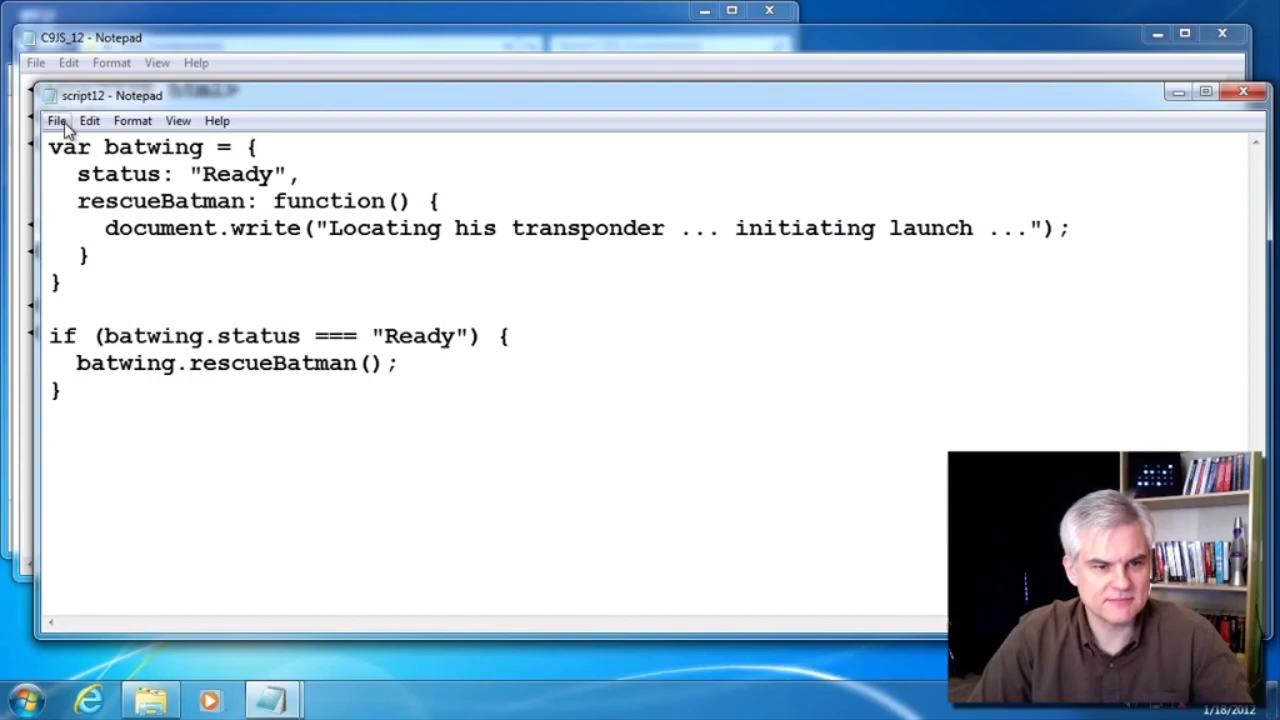 C9JS_12 - Notepad
File Edit Format View Help
script12 - Notepad
File Edit Format View Help
var batwing = {
  status: "Ready",
  rescueBatman: function() {
    document.write("Locating his transponder ... initiating launch ...");
  }
}
if (batwing.status === "Ready") {
  batwing.rescueBatman();
}
1/18/2012